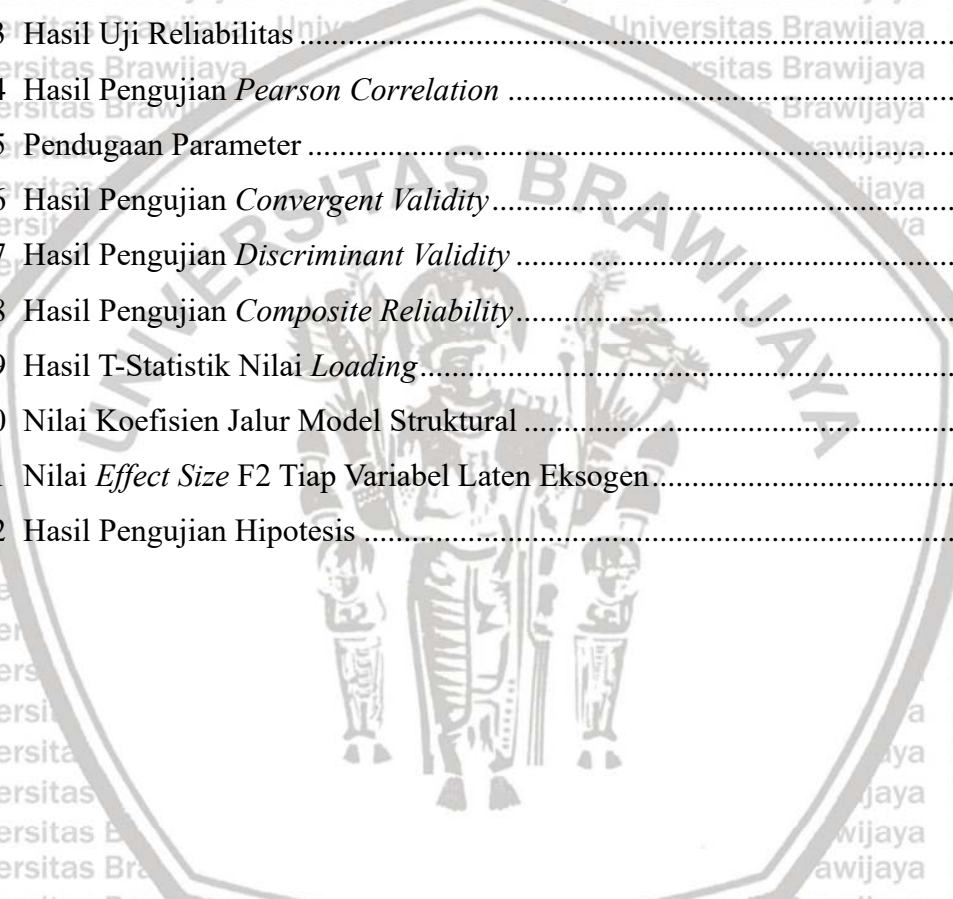 3 Hasil Uji Reliabilitas
4 Hasil Pengujian Pearson Correlation
5 Pendugaan Parameter
6 Hasil Pengujian Convergent Validity
7 Hasil Pengujian Discriminant Validity
8 Hasil Pengujian Composite Reliability
9 Hasil T-Statistik Nilai Loading
0 Nilai Koefisien Jalur Model Struktural
1 Nilai Effect Size F2 Tiap Variabel Laten Eksogen
2 Hasil Pengujian Hipotesis
UNIVERSITAS BRAWIJAYA